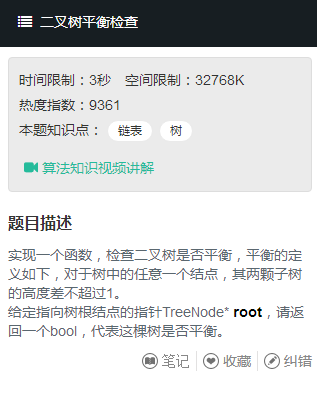 二叉树平衡检查
时间限制：3秒 空间限制：32768K
热度指数：9361
本题知识点： 链表 树
算法知识视频讲解
题目描述
实现一个函数，检查二叉树是否平衡，平衡的定
义如下，对于树中的任意一个结点，其两颗子树
的高度差不超过1。
给定指向树根结点的指针TreeNode* root，请返
回一个bool，代表这棵树是否平衡。
笔记 收藏 纠错